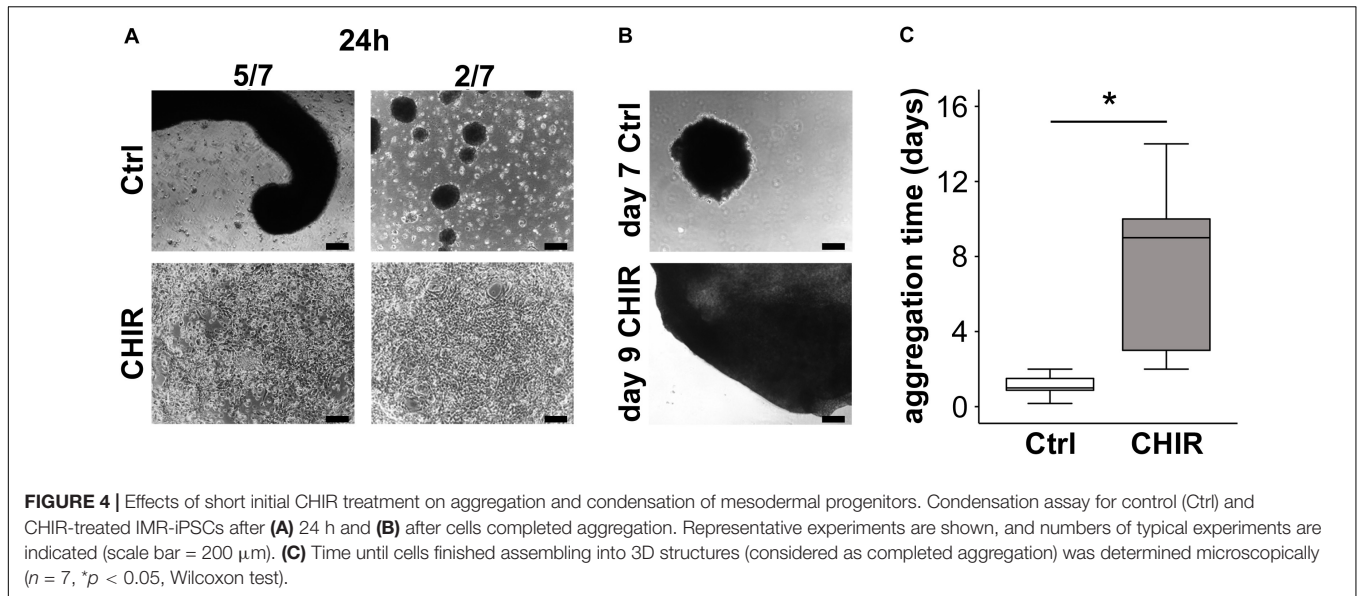 A
24h
5/7 2/7
Ctrl
CHIR
B
day 7 Ctrl
day 9 CHIR
C
*
aggregation time (days)
16
12
8
4
0
Ctrl CHIR
FIGURE 4 | Effects of short initial CHIR treatment on aggregation and condensation of mesodermal progenitors. Condensation assay for control (Ctrl) and
CHIR-treated IMR-iPSCs after (A) 24 h and (B) after cells completed aggregation. Representative experiments are shown, and numbers of typical experiments are
indicated (scale bar = 200 μm). (C) Time until cells finished assembling into 3D structures (considered as completed aggregation) was determined microscopically
(n = 7, *p < 0.05, Wilcoxon test).